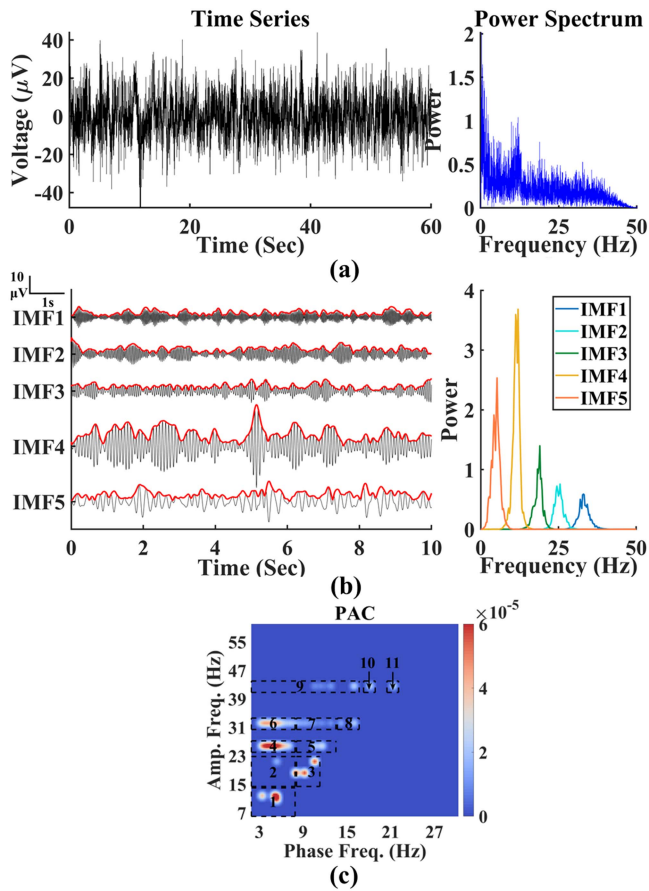 Time Series
Power Spectrum
Voltage (μV)
40
20
0
-20
-40
0
20
40
60
Time (Sec)
Power
2
1.5
1
0.5
0
0
25
50
Frequency (Hz)
(a)
10
μV
1s
IMF1
IMF2
IMF3
IMF4
IMF5
0
2
4
6
8
10
Time (Sec)
Power
5
4
3
2
1
0
IMF1
IMF2
IMF3
IMF4
IMF5
0
25
50
Frequency (Hz)
(b)
PAC
×10-5
Amp. Freq. (Hz)
55
47
39
31
23
15
7
9
10
11
6
7
8
4
5
2
3
1
3
9
15
21
27
Phase Freq. (Hz)
6
4
2
0
(c)